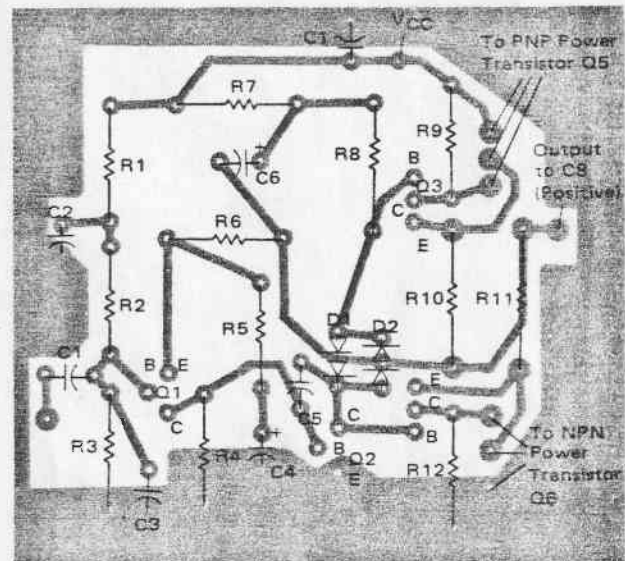 VCC
To PNP Power
Transistor Q5
R7
R9
R1
R8
B
Output
to C8
(Positive)
C6
Q3
C
C2
R6
E
R2
R5
R10
R11
D1
D2
C1
B
E
Q1
E
C
C5
C
C
R3
R4
B
B
To NPN
Power
Transistor
Q6
C4
Q2
E
R12
C3